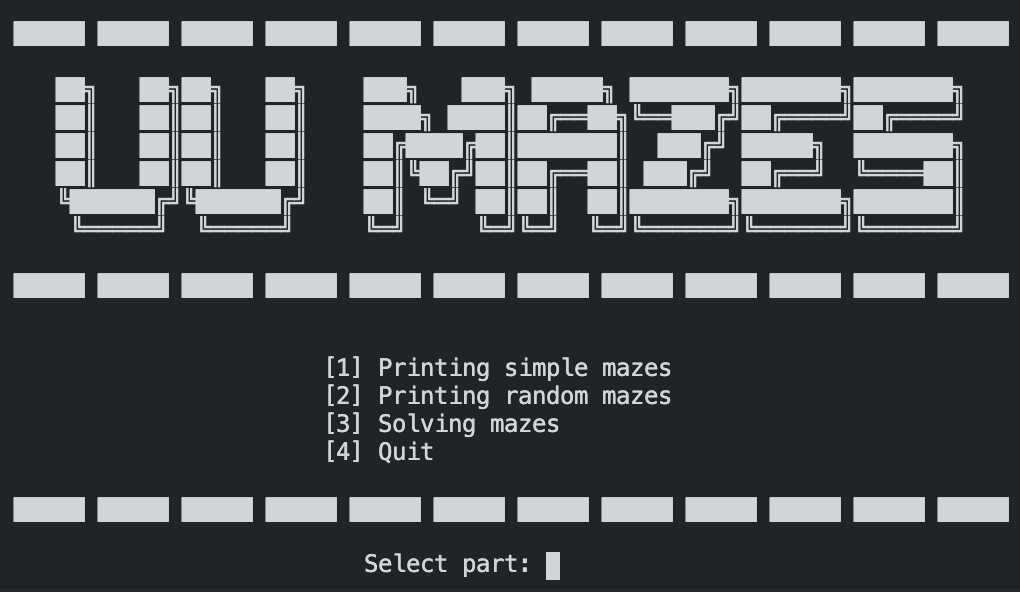 UU MAZES
[1] Printing simple mazes
[2] Printing random mazes
[3] Solving mazes
[4] Quit
Select part: